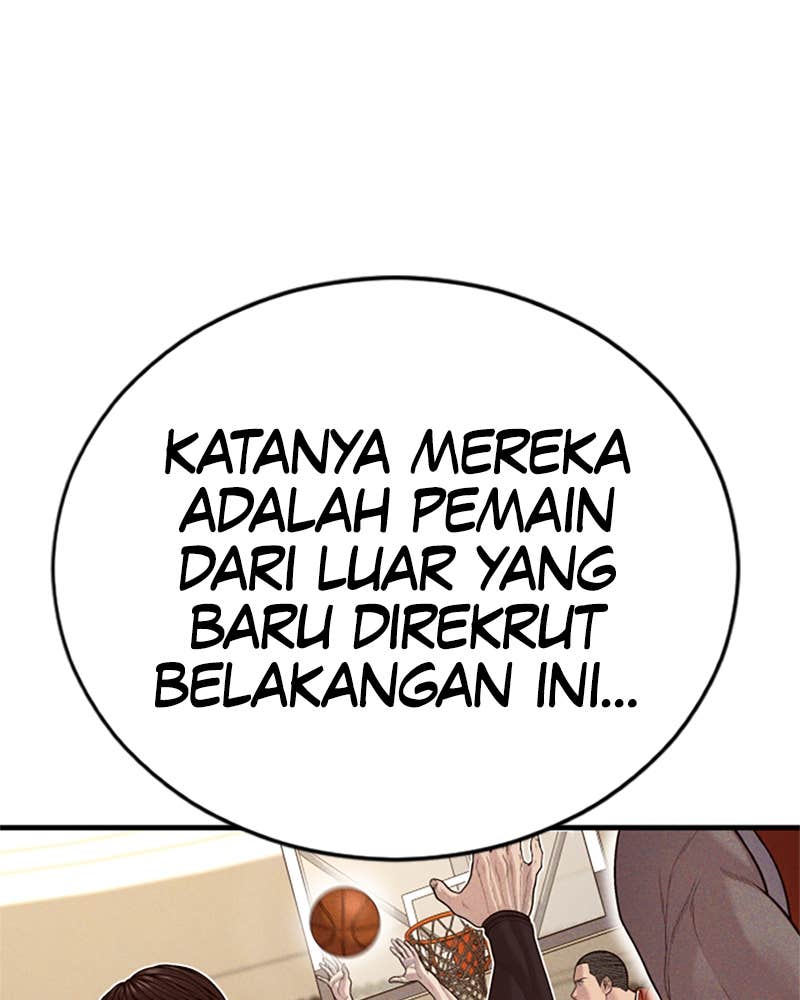 KATANYA MEREKA
ADALAH PEMAIN
DARI LUAR YANG
BARU DIREKRUT
BELAKANGAN INI...